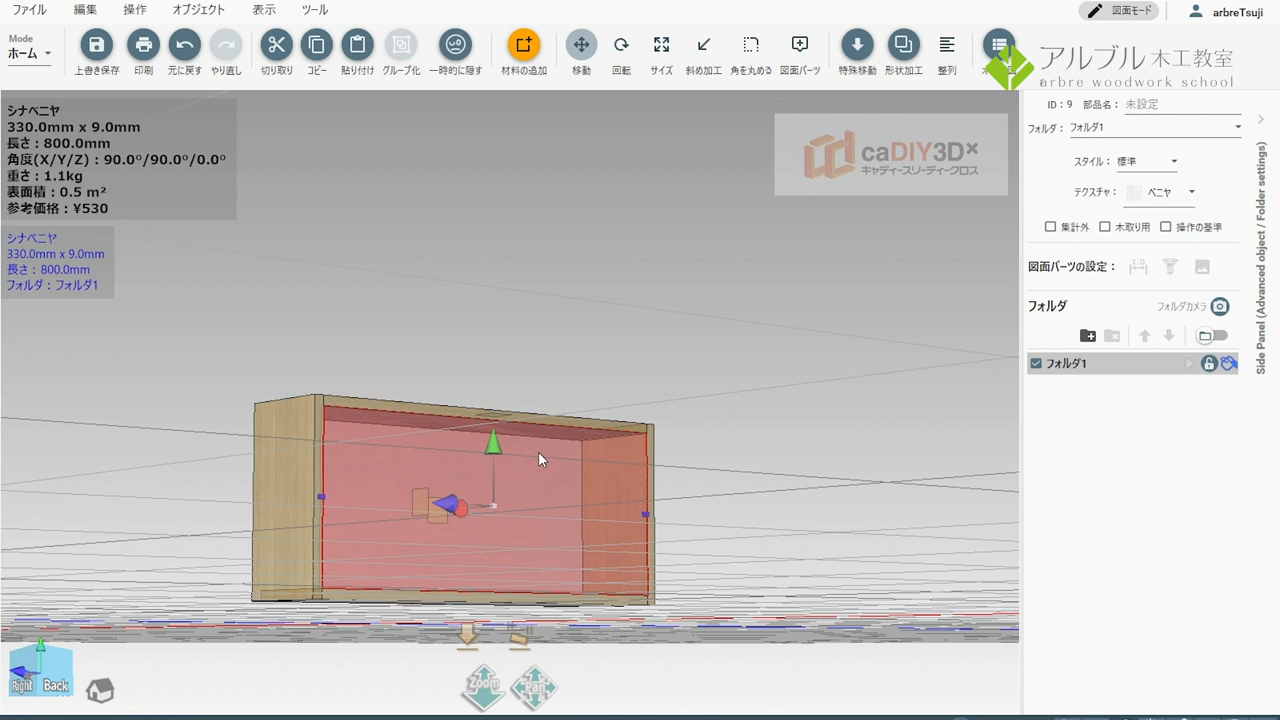 ファイル 編集 操作 オブジェクト 表示 ツール
図面モード arbreTsuji
Mode
ホーム
上書き保存 印刷 元に戻す やり直し 切り取り コピー 貼り付け グループ化 一時的に隠す 材料の追加 移動 回転 サイズ 斜め加工 角を丸める 図面パーツ 特殊移動 形状加工 整列
アルブル木工教室
arbre woodwork school
シナベニヤ
330.0mm x 9.0mm
長さ：800.0mm
角度(X/Y/Z)：90.0°/90.0°/0.0°
重さ：1.1kg
表面積：0.5 m²
参考価格：¥530
シナベニヤ
330.0mm x 9.0mm
長さ：800.0mm
フォルダ：フォルダ1
caDIY3D×
キャディースリーディークロス
ID：9 部品名： 未設定
フォルダ： フォルダ1
スタイル： 標準
テクスチャ： ベニヤ
集計外 木取り用 操作の基準
図面パーツの設定： 1.0
フォルダ フォルダカメラ
フォルダ1
Side Panel (Advanced object / Folder settings)
Right Back
Zoom Pan